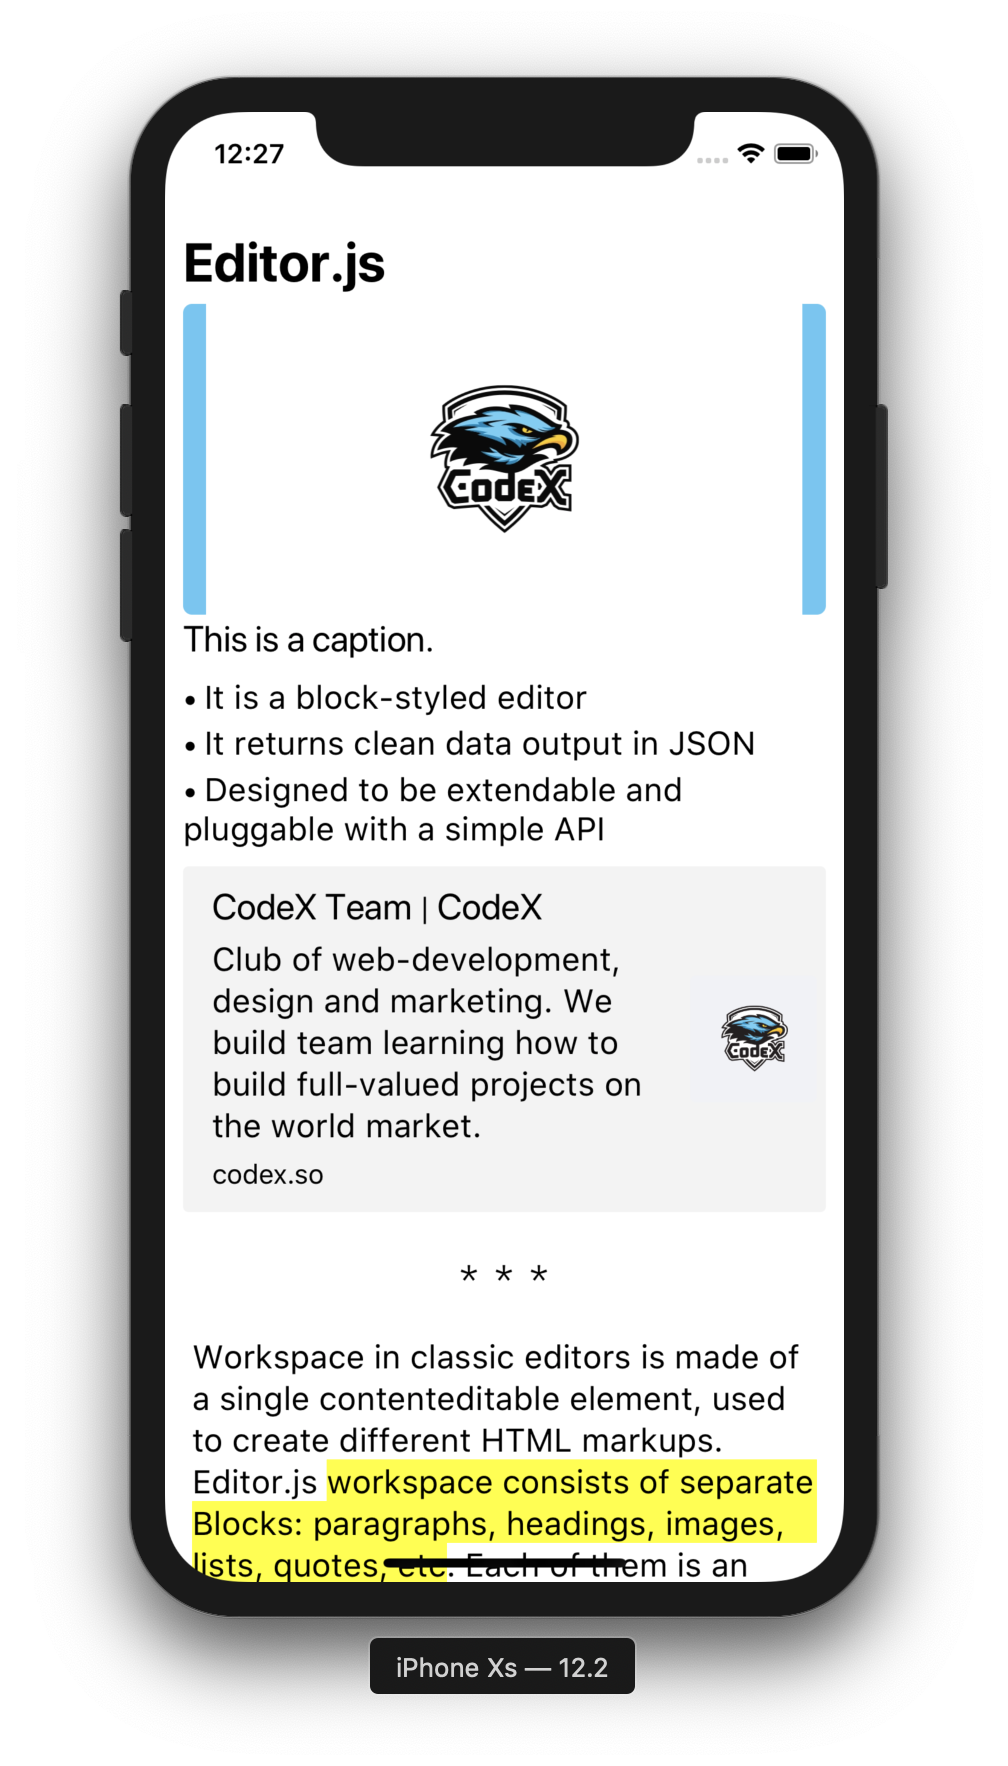 12:27
Editor.js
CodeX
This is a caption.
• It is a block-styled editor
• It returns clean data output in JSON
• Designed to be extendable and
pluggable with a simple API
CodeX Team | CodeX
Club of web-development,
design and marketing. We
build team learning how to
build full-valued projects on
the world market.
CodeX
codex.so
* * *
Workspace in classic editors is made of
a single contenteditable element, used
to create different HTML markups.
Editor.js workspace consists of separate
Blocks: paragraphs, headings, images,
lists, quotes, etc. Each of them is an
iPhone Xs — 12.2